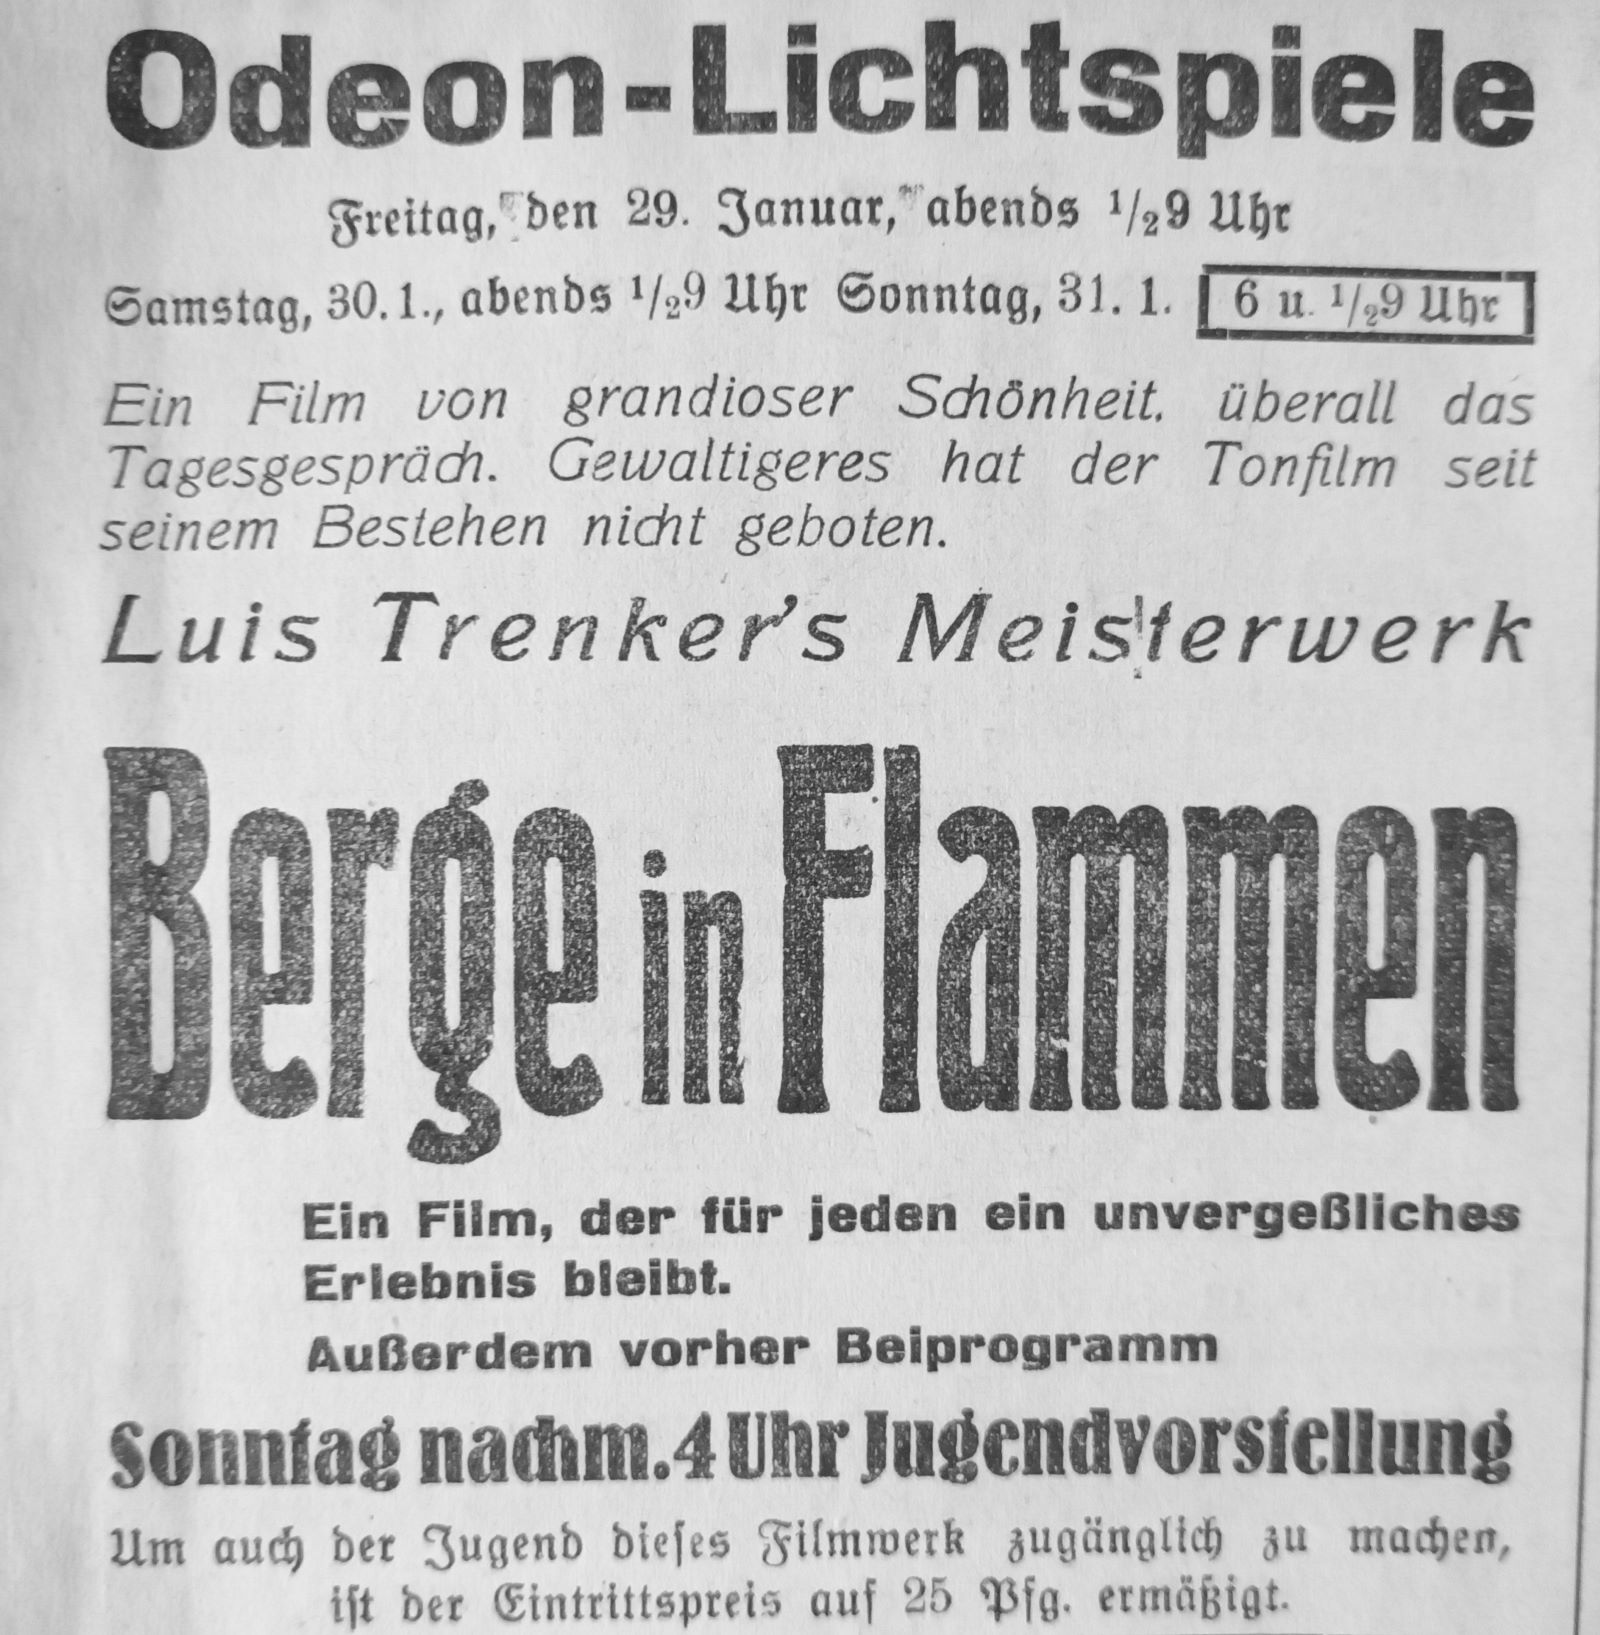 Odeon-Lichtspiele
Freitag, den 29. Januar, abends 1/29 Uhr
Samstag, 30. 1., abends 1/29 Uhr Sonntag, 31. 1. 6 u. 1/29 Uhr
Ein Film von grandioser Schönheit. überall das
Tagesgespräch. Gewaltigeres hat der Tonfilm seit
seinem Bestehen nicht geboten.
Luis Trenker's Meisterwerk
Berge in Flammen
Ein Film, der für jeden ein unvergeßliches
Erlebnis bleibt.
Außerdem vorher Beiprogramm
Sonntag nachm. 4 Uhr Jugendvorstellung
Um auch der Jugend dieses Filmwerk zugänglich zu machen,
ist der Eintrittspreis auf 25 Pfg. ermäßigt.